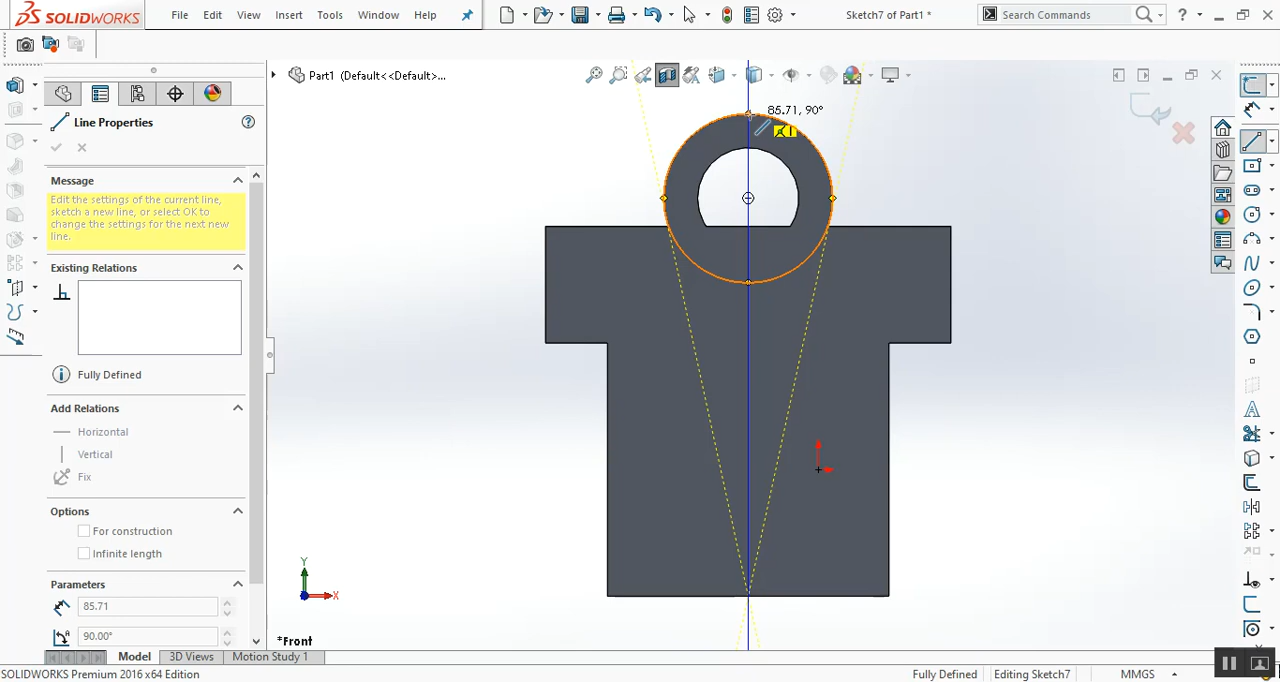 SOLIDWORKS
File Edit View Insert Tools Window Help
Sketch7 of Part1 *
Search Commands
?
Part1 (Default<<Default>...
Line Properties
?
Message
Edit the settings of the current line,
sketch a new line, or select OK to
change the settings for the next new
line.
Existing Relations
Fully Defined
Add Relations
Horizontal
Vertical
Fix
Options
For construction
Infinite length
Parameters
85.71
90.00°
85.71, 90°
Y
X
*Front
Model 3D Views Motion Study 1
SOLIDWORKS Premium 2016 x64 Edition
Fully Defined Editing Sketch7 MMGS